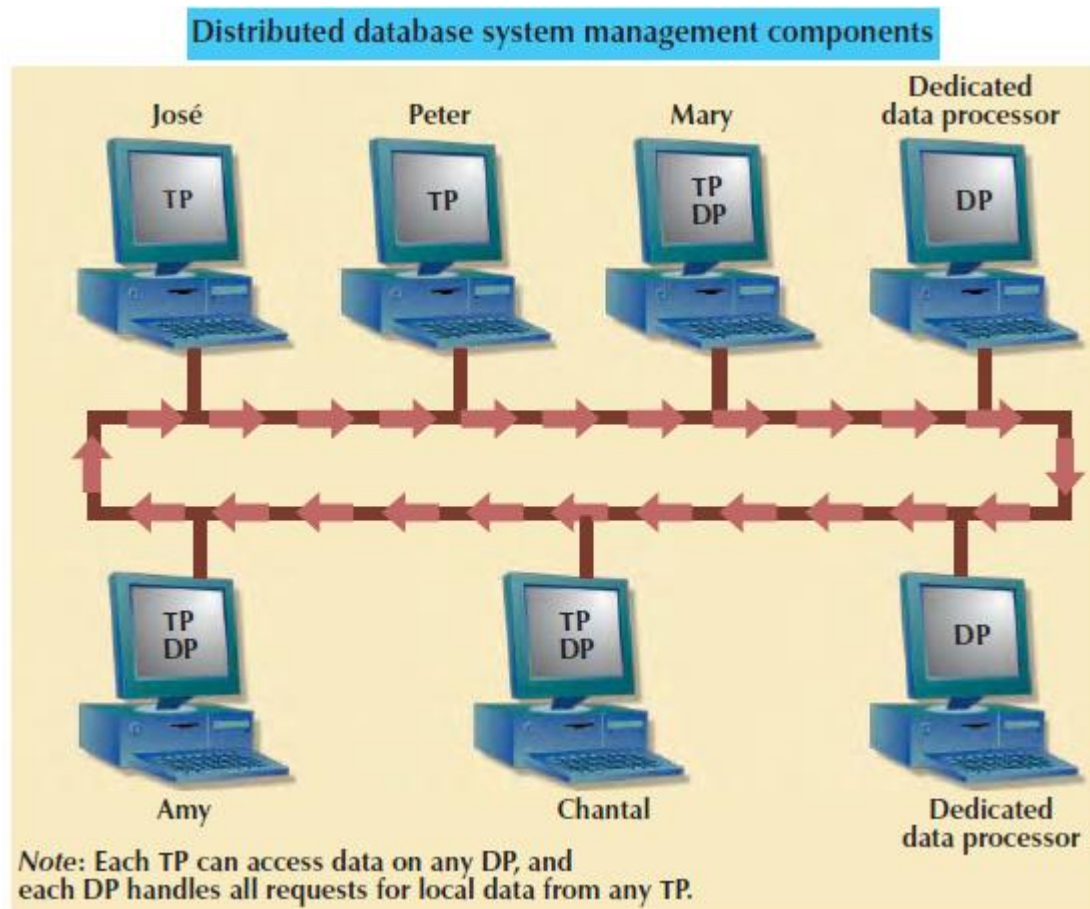 Distributed database system management components
José
Peter
Mary
Dedicated
data processor
TP
TP
TP
DP
DP
TP
DP
TP
DP
DP
Amy
Chantal
Dedicated
data processor
Note: Each TP can access data on any DP, and
each DP handles all requests for local data from any TP.